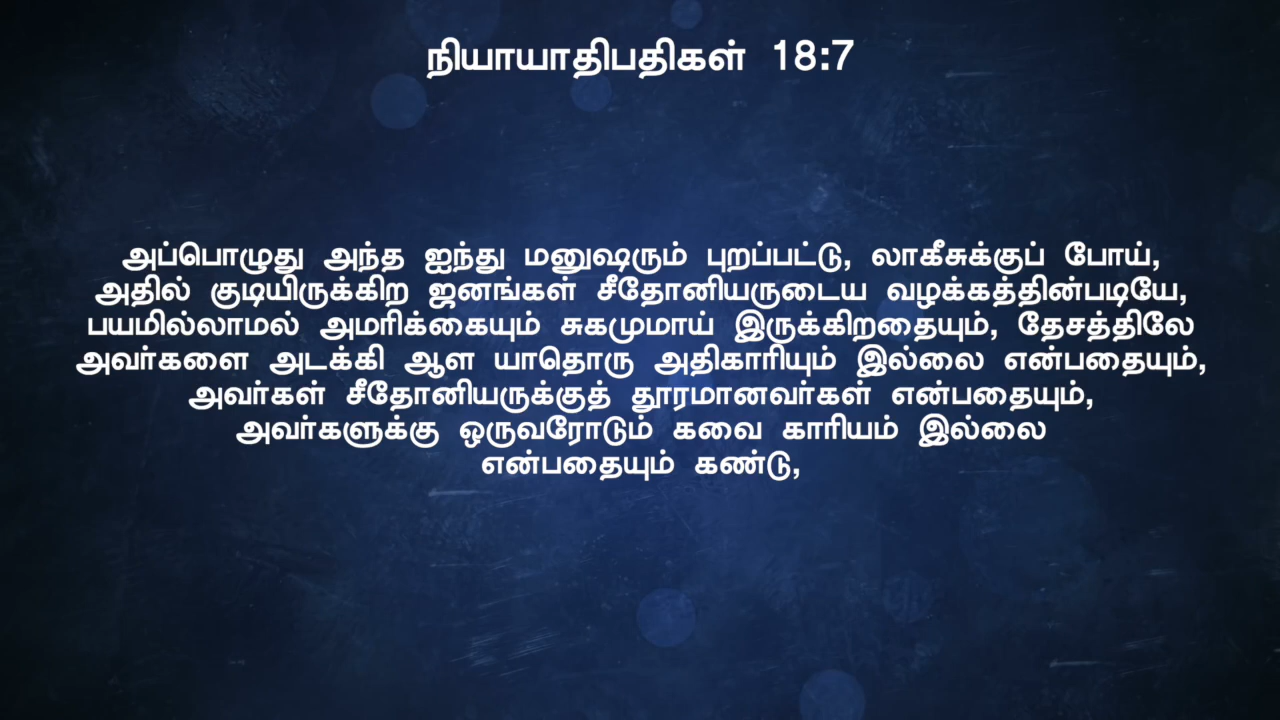 நியாயாதிபதிகள் 18:7
அப்பொழுது அந்த ஐந்து மனுஷரும் புறப்பட்டு, லாகீசுக்குப் போய்,
அதில் குடியிருக்கிற ஜனங்கள் சீதோனியருடைய வழக்கத்தின்படியே,
பயமில்லாமல் அமரிக்கையும் சுகமுமாய் இருக்கிறதையும், தேசத்திலே
அவர்களை அடக்கி ஆள யாதொரு அதிகாரியும் இல்லை என்பதையும்,
அவர்கள் சீதோனியருக்குத் தூரமானவர்கள் என்பதையும்,
அவர்களுக்கு ஒருவரோடும் கவை காரியம் இல்லை
என்பதையும் கண்டு,